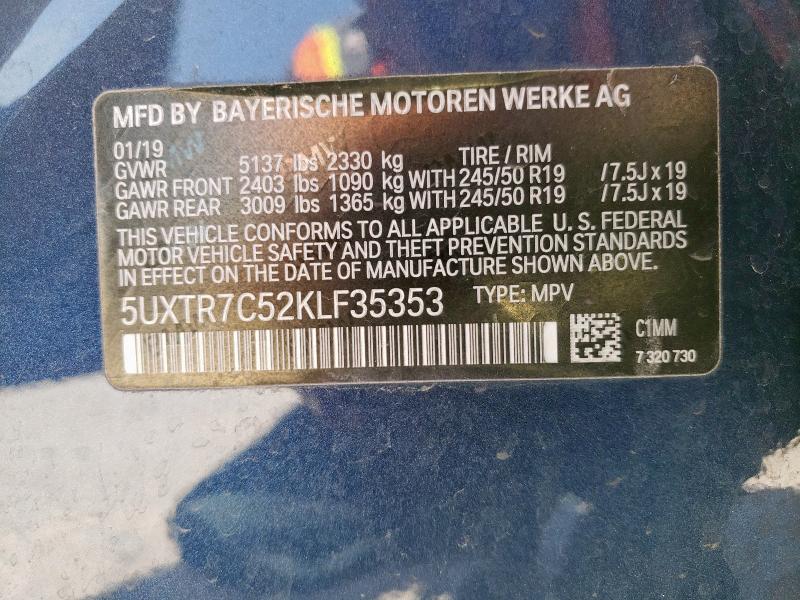 MFD BY BAYERISCHE MOTOREN WERKE AG
01/19
GVWR 5137 lbs 2330 kg TIRE / RIM
GAWR FRONT 2403 lbs 1090 kg WITH 245/50 R19 / 7.5J x 19
GAWR REAR 3009 lbs 1365 kg WITH 245/50 R19 / 7.5J x 19
THIS VEHICLE CONFORMS TO ALL APPLICABLE U. S. FEDERAL
MOTOR VEHICLE SAFETY AND THEFT PREVENTION STANDARDS
IN EFFECT ON THE DATE OF MANUFACTURE SHOWN ABOVE.
5UXTR7C52KLF35353 TYPE: MPV
C1MM
7 320 730